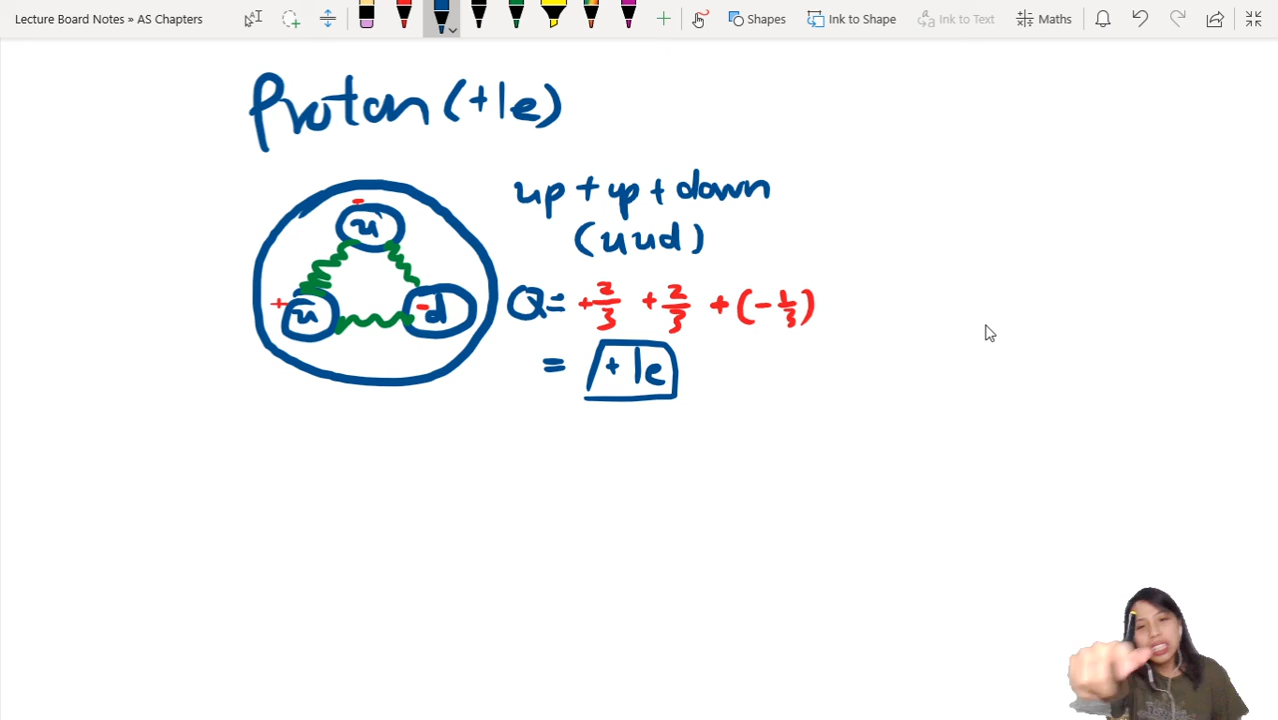 Lecture Board Notes » AS Chapters
Shapes
Ink to Shape
Ink to Text
Maths
Proton (+1e)
up + up + down
(uud)
u
u
d
+
-
-
Q = +2/3 +2/3 + (-1/3)
= +1e